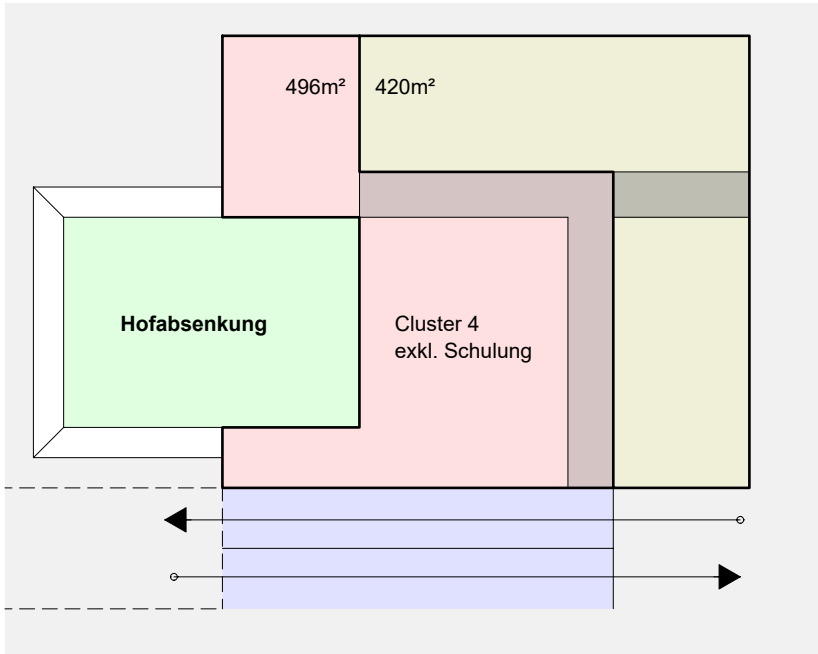 496m²
420m²
Hofabsenkung
Cluster 4
exkl. Schulung